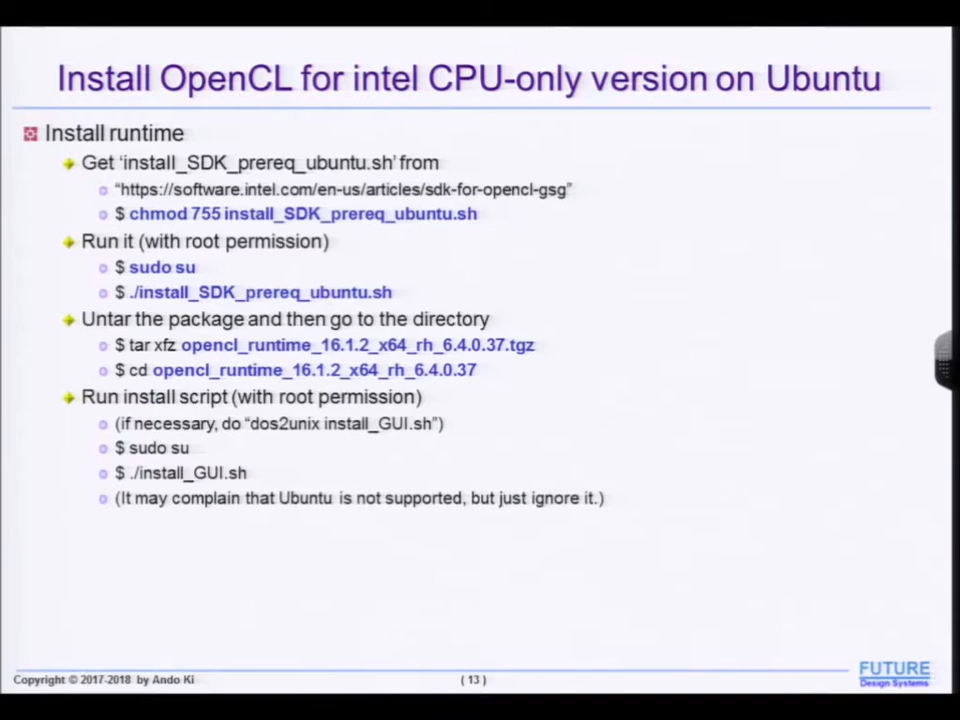 Install OpenCL for intel CPU-only version on Ubuntu
Install runtime
Get ‘install_SDK_prereq_ubuntu.sh’ from
“https://software.intel.com/en-us/articles/sdk-for-opencl-gsg”
$ chmod 755 install_SDK_prereq_ubuntu.sh
Run it (with root permission)
$ sudo su
$ ./install_SDK_prereq_ubuntu.sh
Untar the package and then go to the directory
$ tar xfz opencl_runtime_16.1.2_x64_rh_6.4.0.37.tgz
$ cd opencl_runtime_16.1.2_x64_rh_6.4.0.37
Run install script (with root permission)
(if necessary, do “dos2unix install_GUI.sh”)
$ sudo su
$ ./install_GUI.sh
(It may complain that Ubuntu is not supported, but just ignore it.)
Copyright © 2017-2018 by Ando Ki
( 13 )
FUTURE
Design Systems